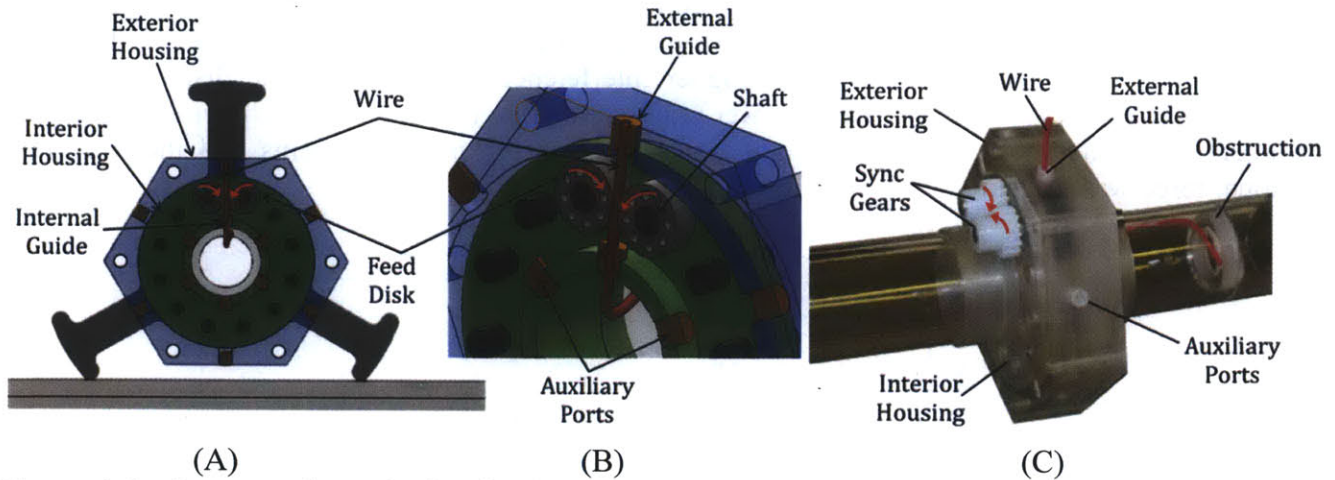 Exterior
Housing
Interior
Housing
Internal
Guide
Wire
Feed
Disk
(A)
External
Guide
Shaft
Auxiliary
Ports
(B)
Wire
Exterior
Housing
External
Guide
Obstruction
Sync
Gears
Interior
Housing
Auxiliary
Ports
(C)